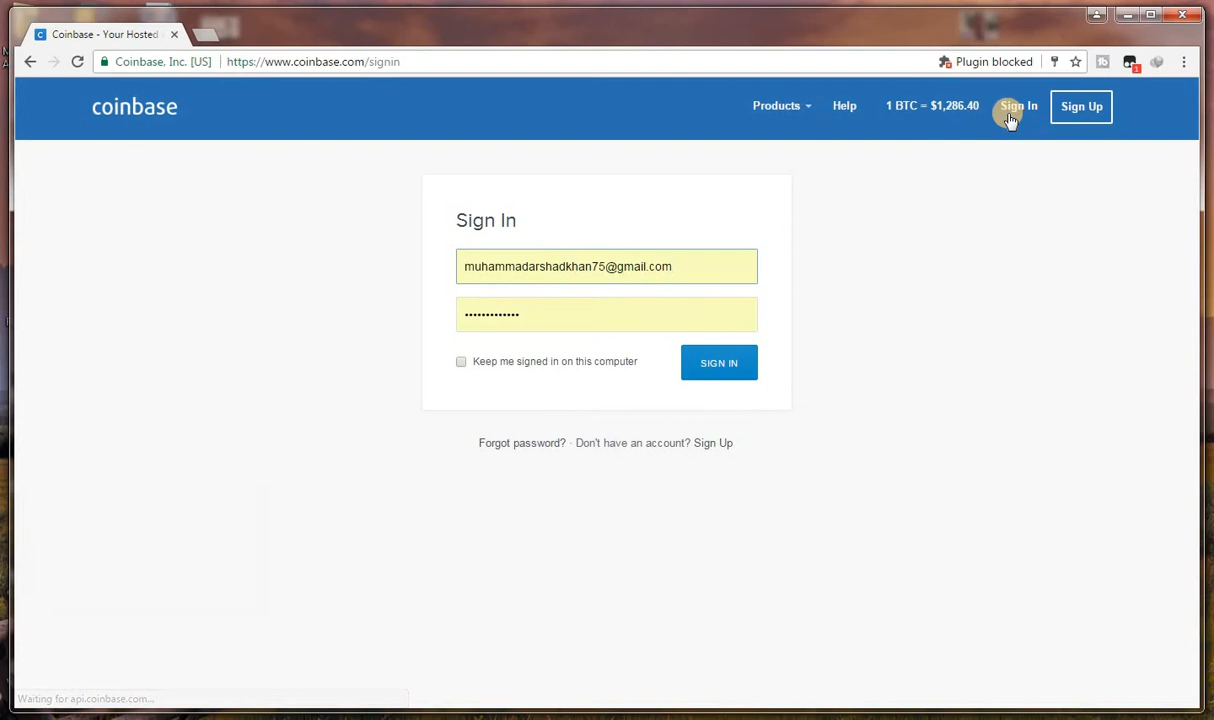 Coinbase - Your Hosted
Coinbase, Inc. [US] https://www.coinbase.com/signin Plugin blocked
1
coinbase Products Help 1 BTC = $1,286.40 Sign In Sign Up
Sign In
muhammadarshadkhan75@gmail.com
•••••••••••••
Keep me signed in on this computer SIGN IN
Forgot password? · Don't have an account? Sign Up
Waiting for api.coinbase.com...